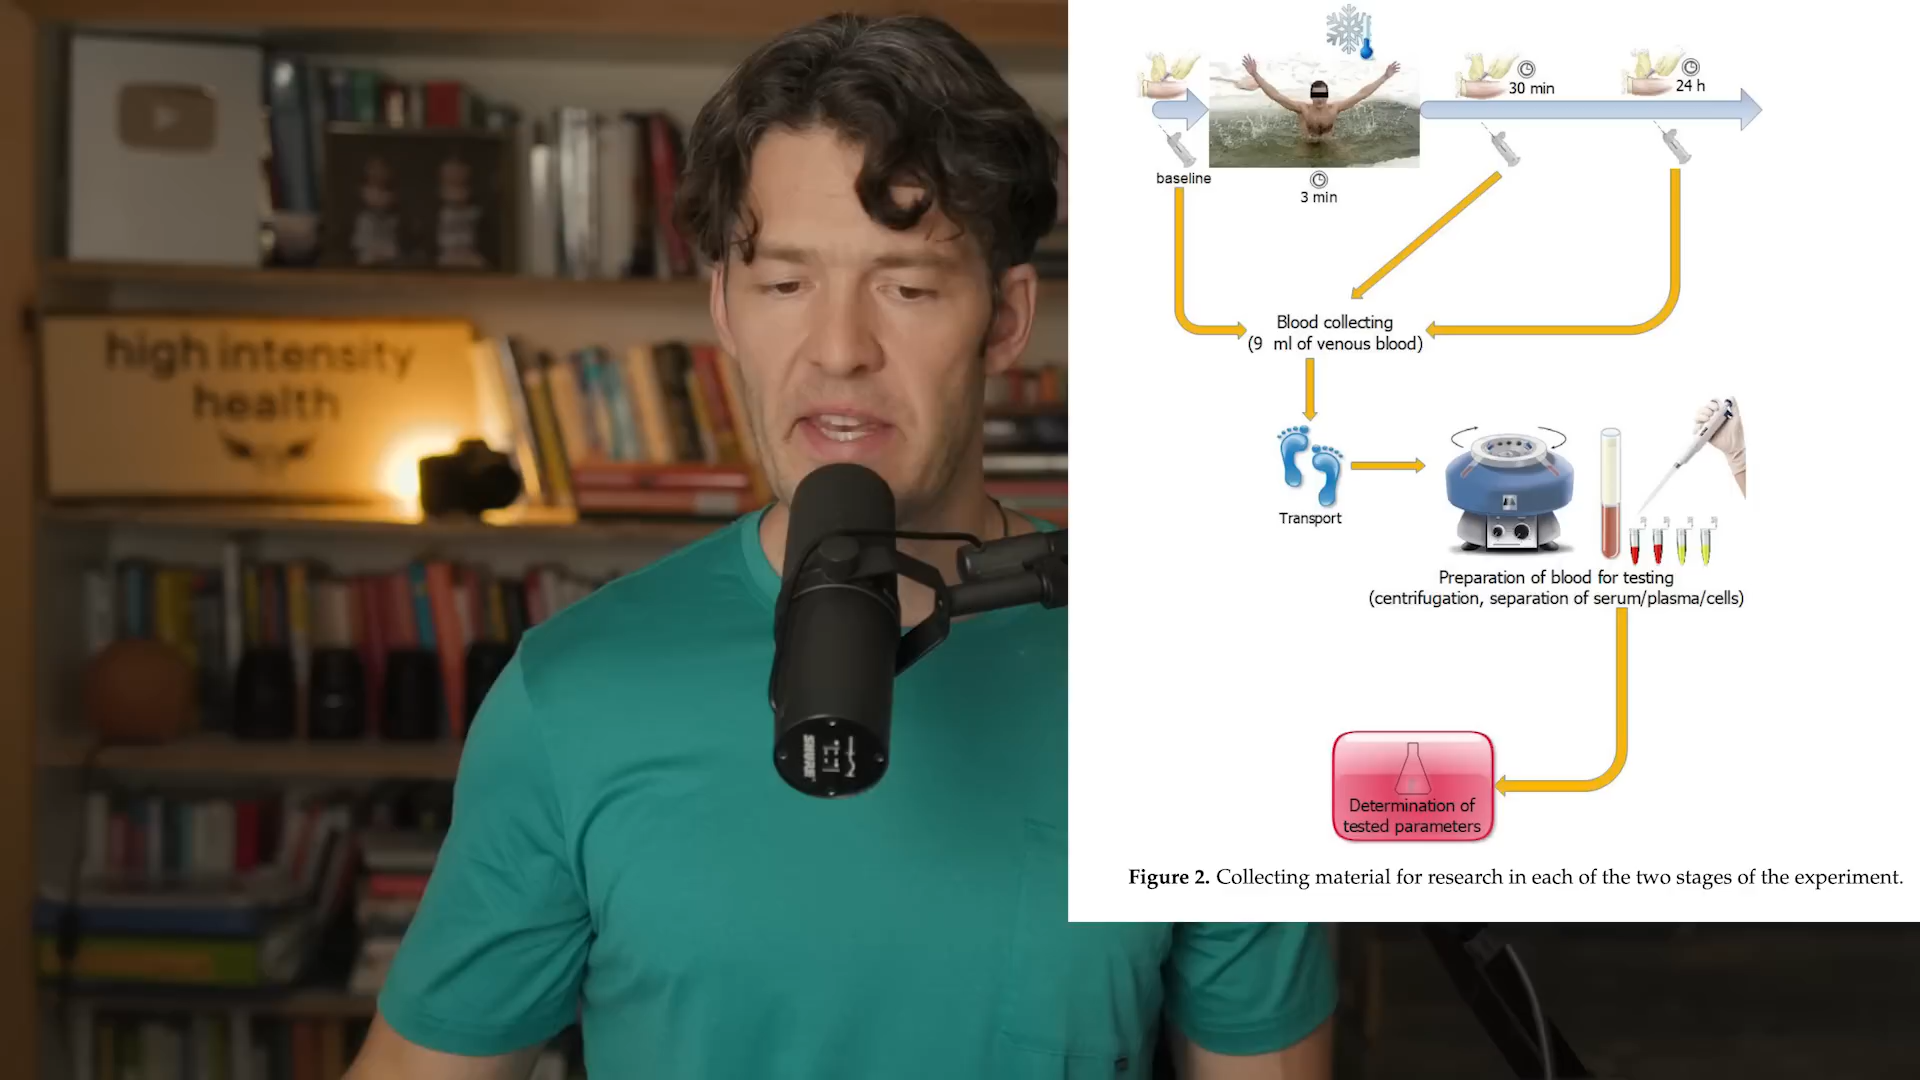 high intensity
health
SHURE
30 min
24 h
baseline
3 min
Blood collecting
(9 ml of venous blood)
Transport
Preparation of blood for testing
(centrifugation, separation of serum/plasma/cells)
Determination of
tested parameters
Figure 2. Collecting material for research in each of the two stages of the experiment.